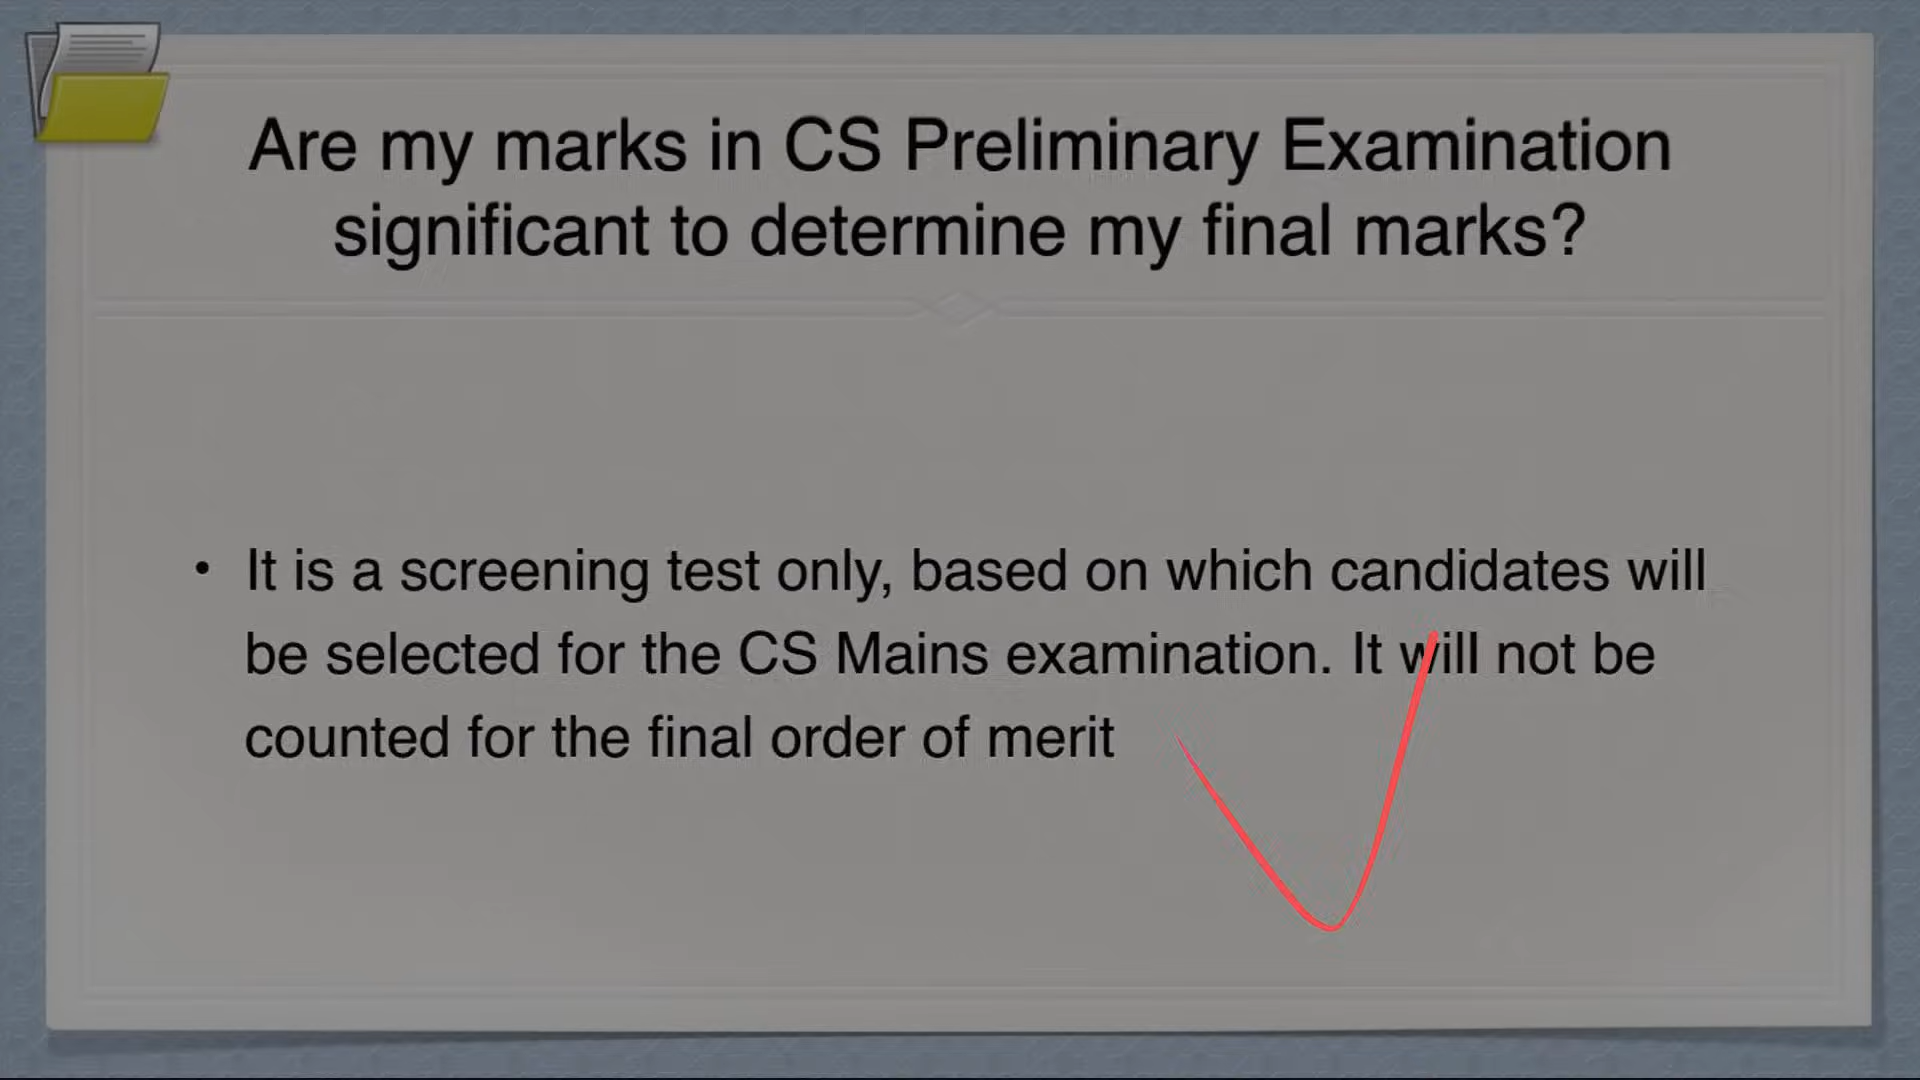 Are my marks in CS Preliminary Examination
significant to determine my final marks?
• It is a screening test only, based on which candidates will
be selected for the CS Mains examination. It will not be
counted for the final order of merit